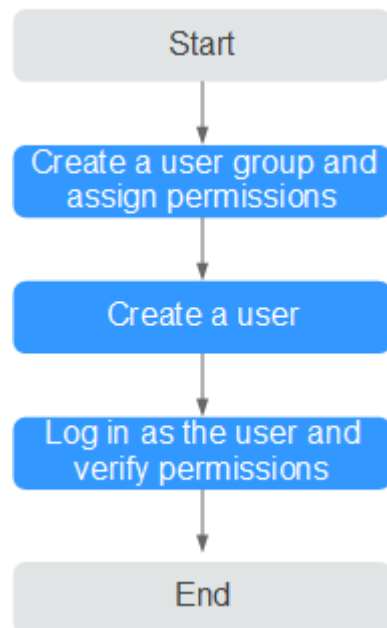 Start
Create a user group and
assign permissions
Create a user
Log in as the user and
verify permissions
End